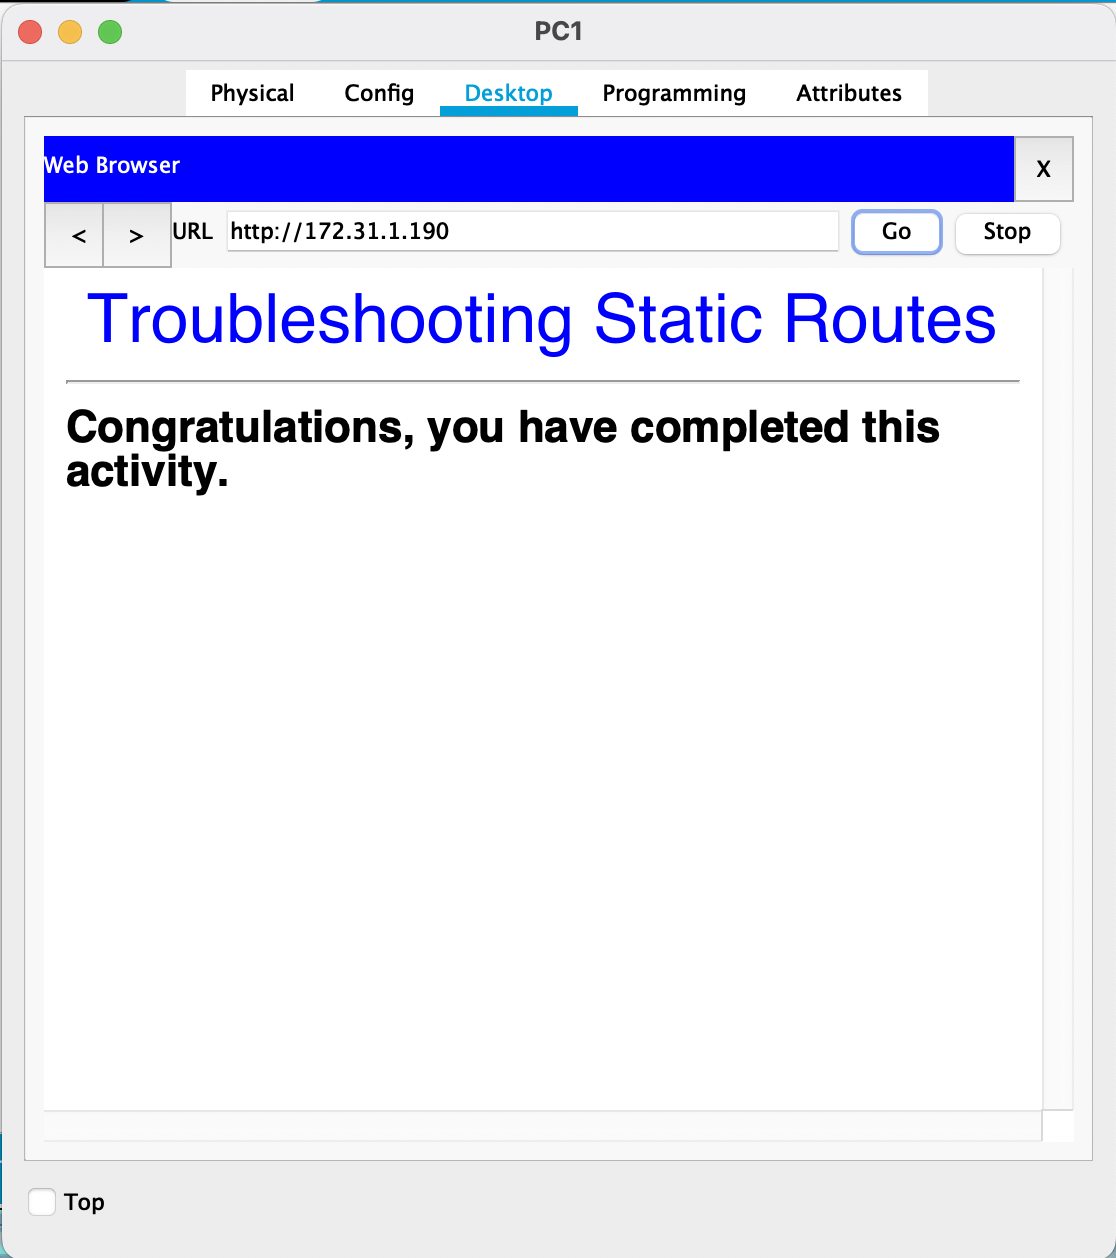 PC1
Physical Config Desktop Programming Attributes
Web Browser X
< > URL http://172.31.1.190 Go Stop
Troubleshooting Static Routes
Congratulations, you have completed this
activity.
Top